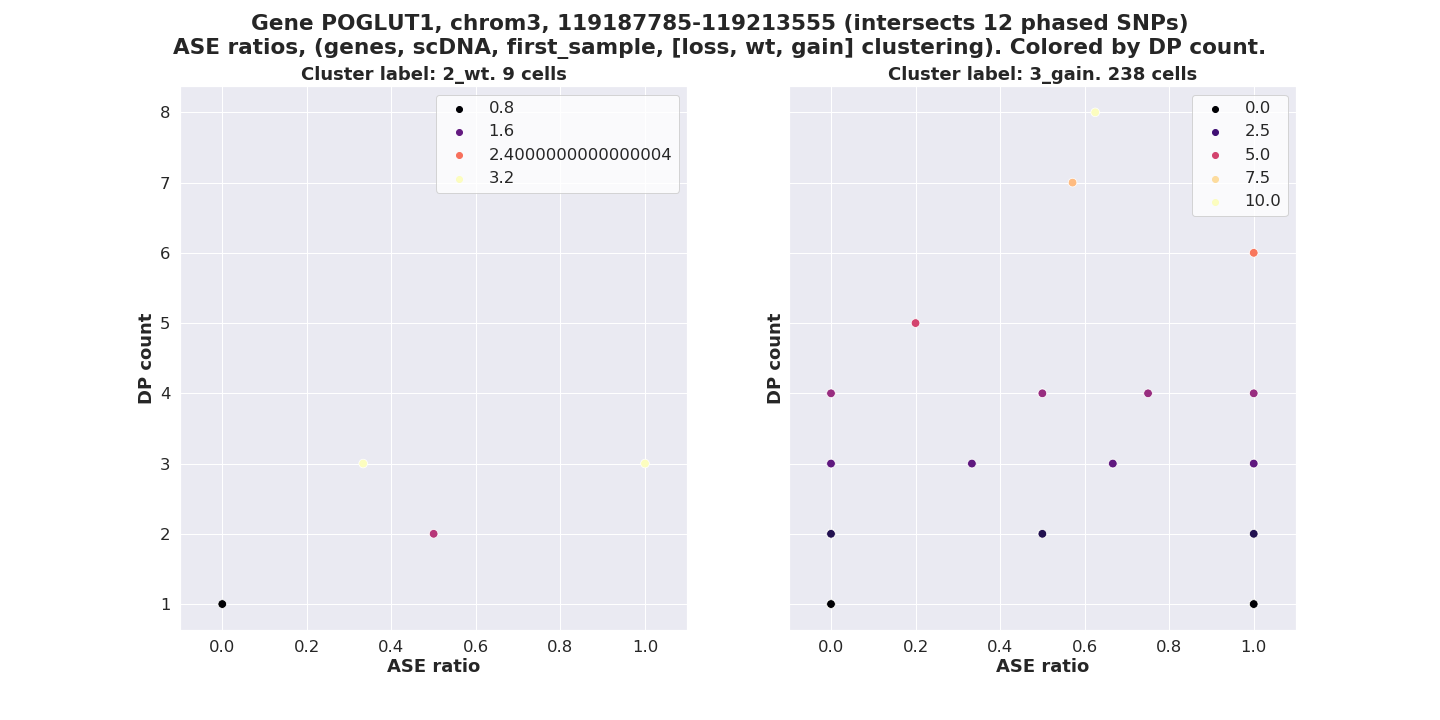 Gene POGLUT1, chrom3, 119187785-119213555 (intersects 12 phased SNPs)
ASE ratios, (genes, scDNA, first_sample, [loss, wt, gain] clustering). Colored by DP count.
Cluster label: 2_wt. 9 cells
0.8
1.6
2.4000000000000004
3.2
8
7
6
5
4
3
2
1
DP count
0.0 0.2 0.4 0.6 0.8 1.0
ASE ratio
Cluster label: 3_gain. 238 cells
0.0
2.5
5.0
7.5
10.0
DP count
0.0 0.2 0.4 0.6 0.8 1.0
ASE ratio